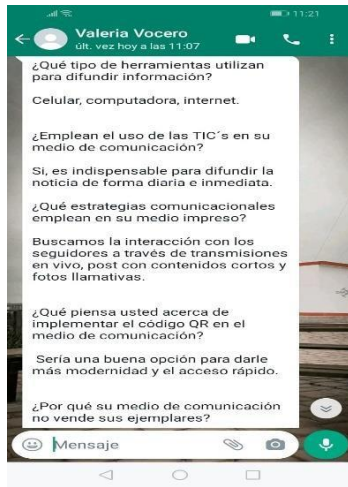 11:21
Valeria Vocero
últ. vez hoy a las 11:07
¿Qué tipo de herramientas utilizan
para difundir información?
Celular, computadora, internet.
¿Emplean el uso de las TIC´s en su
medio de comunicación?
Si, es indispensable para difundir la
noticia de forma diaria e inmediata.
¿Qué estrategias comunicacionales
emplean en su medio impreso?
Buscamos la interacción con los
seguidores a través de transmisiones
en vivo, post con contenidos cortos y
fotos llamativas.
¿Qué piensa usted acerca de
implementar el código QR en el
medio de comunicación?
Sería una buena opción para darle
más modernidad y el acceso rápido.
¿Por qué su medio de comunicación
no vende sus ejemplares?
Mensaje